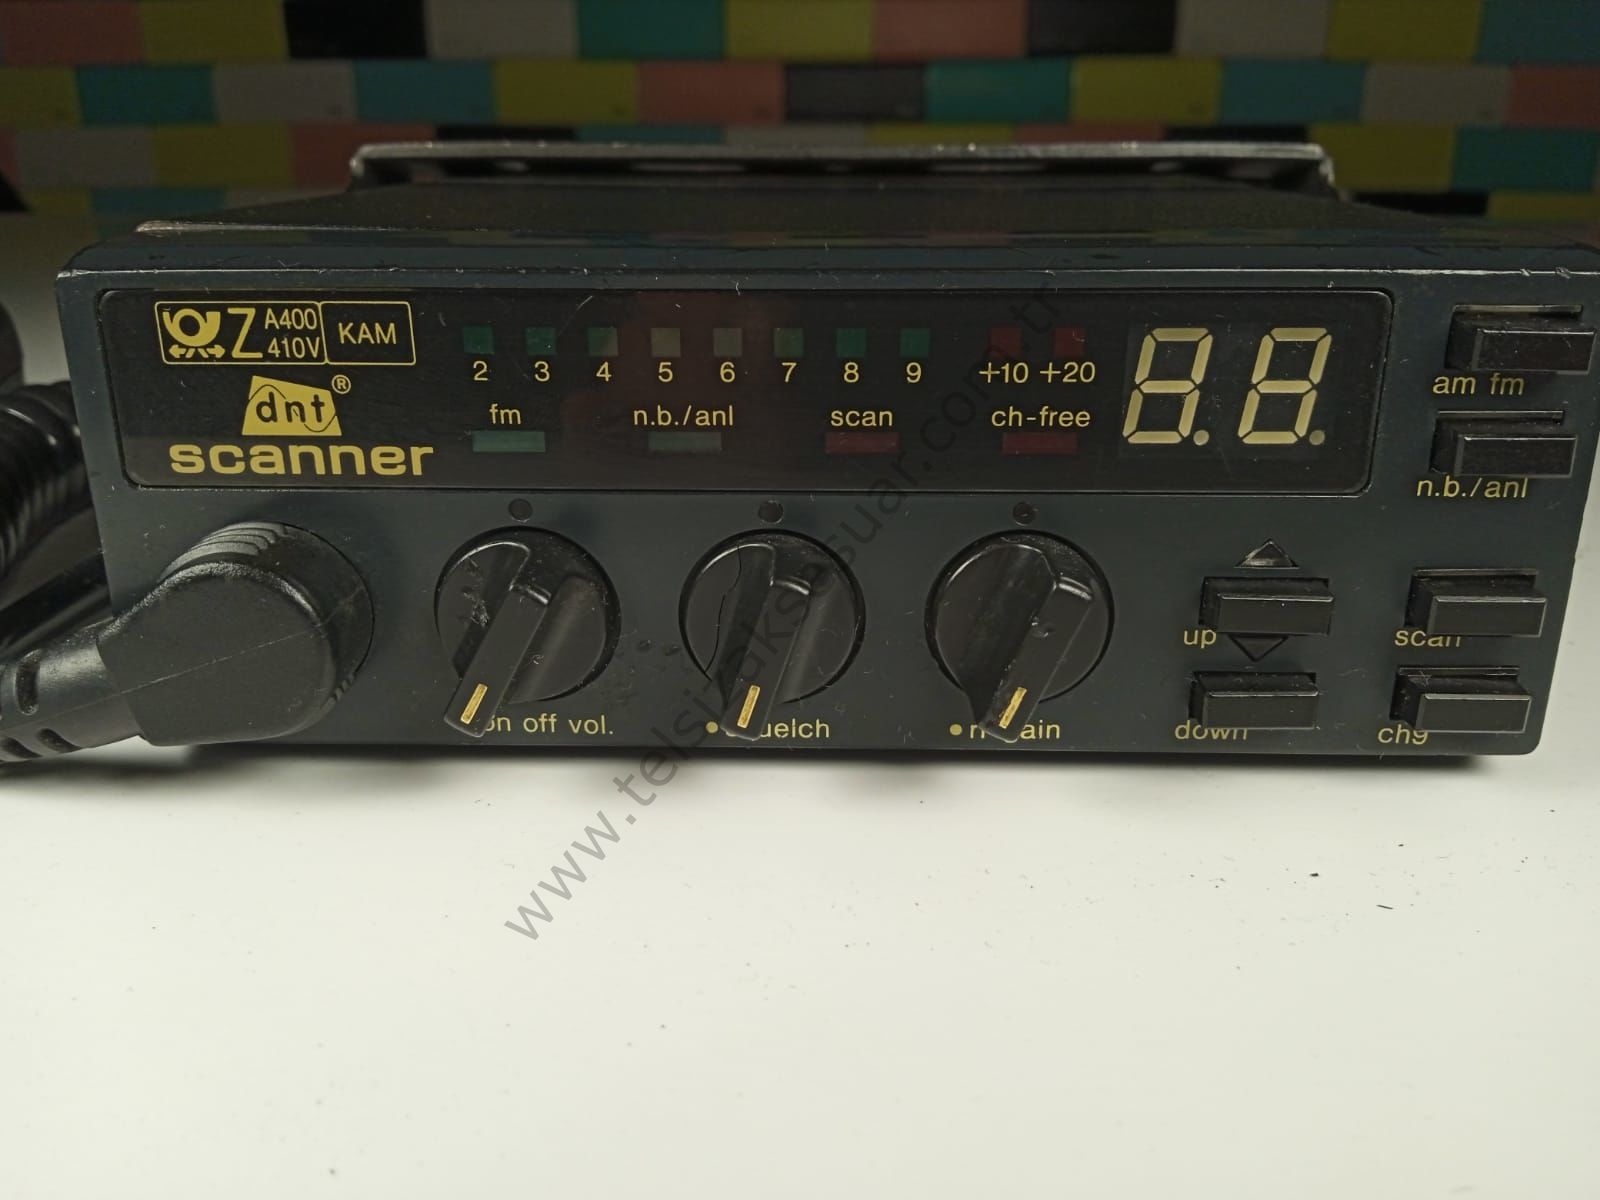 Z A400 410V KAM
dnt®
scanner
2 3 4 5 6 7 8 9 +10 +20
fm n.b./anl scan ch-free
am fm
n.b./anl
up
scan
on off vol.
down
ch9
www.telsizaksesuar.com.tr